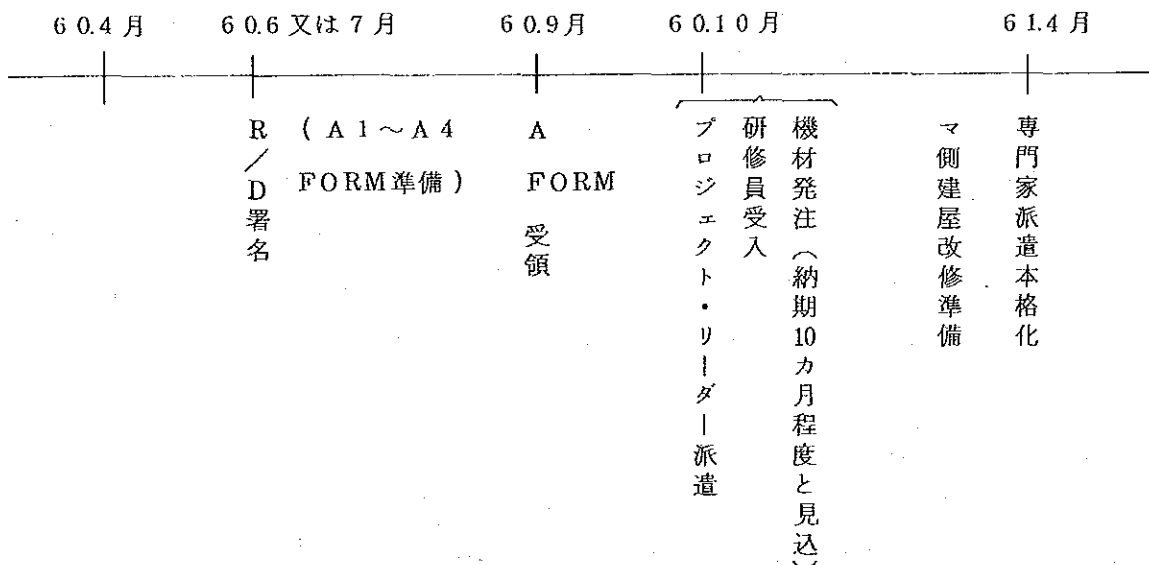 60.4月
60.6又は7月
60.9月
60.10月
61.4月
R/D署名
(A1～A4
FORM準備)
A
FORM
受領
プロジェクト・リーダー派遣
研修員受入
機材発注(納期10カ月程度と見込)
マ側建屋改修準備
専門家派遣本格化